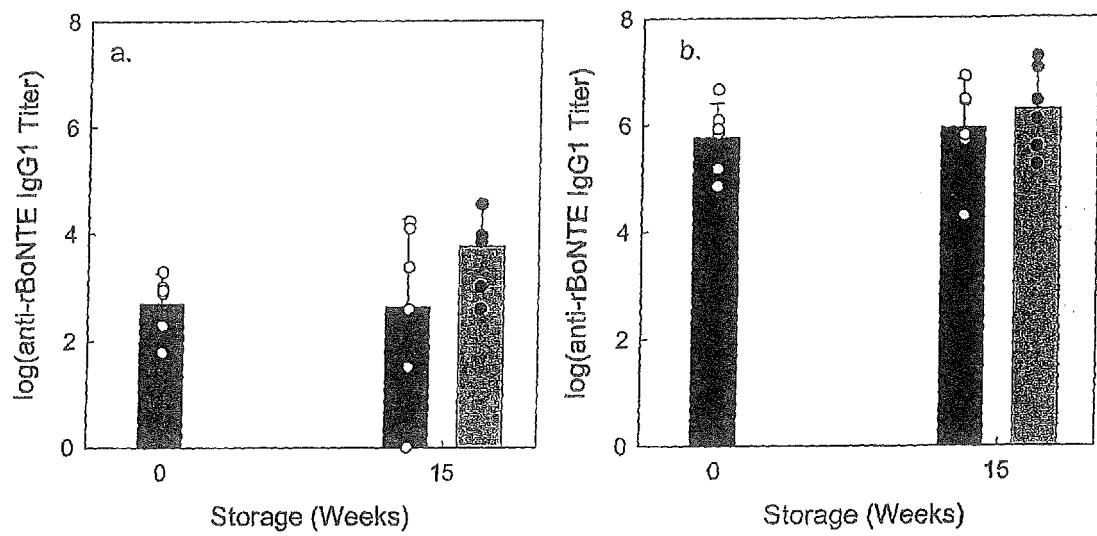 a.
log(anti-rBoNTE IgG1 Titer)
8
6
4
2
0
0
15
Storage (Weeks)
b.
log(anti-rBoNTE IgG1 Titer)
8
6
4
2
0
0
15
Storage (Weeks)